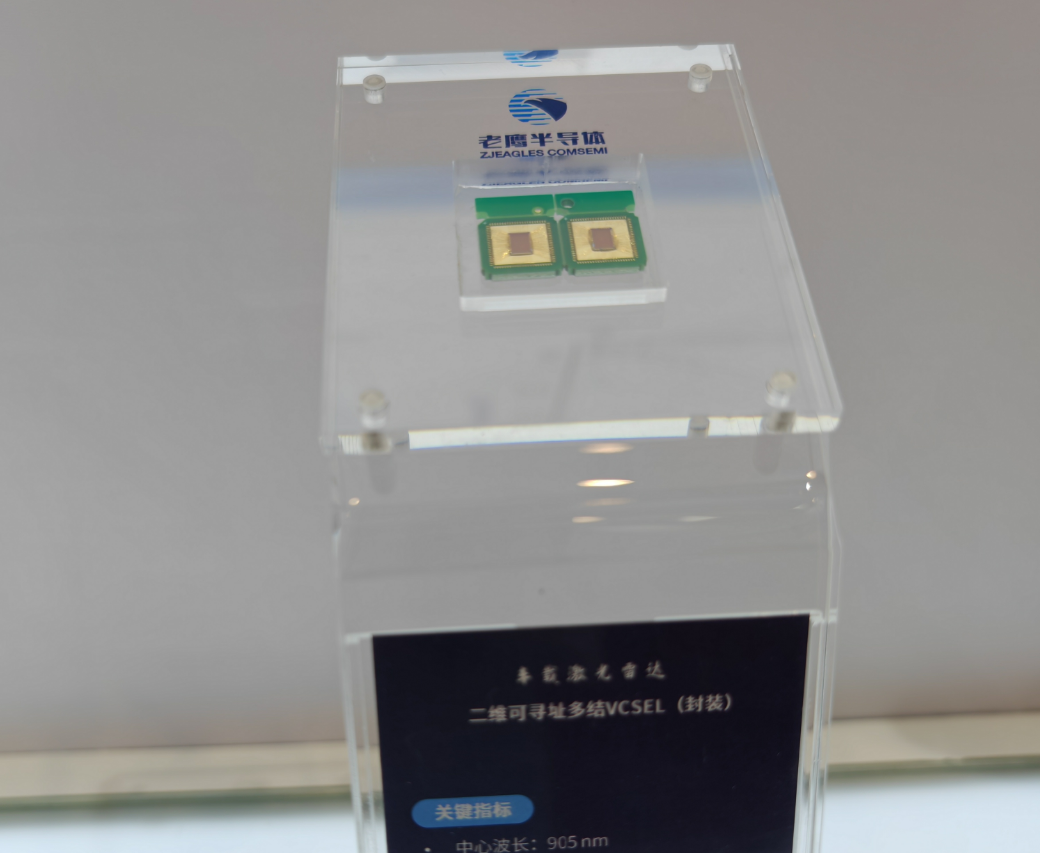 老鹰半导体
ZJEAGLES COMSEMI
车载激光雷达
二维可寻址多结VCSEL（封装）
关键指标
• 中心波长：905 nm